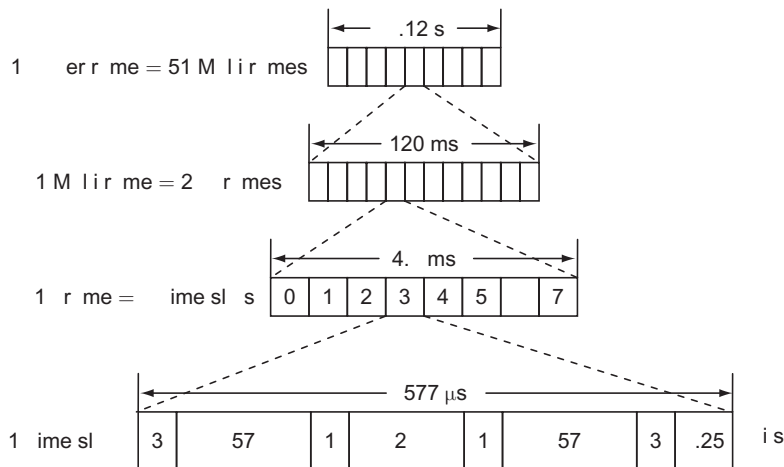 .12 s
1 er r me = 51 M l i r mes
120 ms
1 M l i r me = 2 r mes
4. ms
1 r me = ime sl s 0 1 2 3 4 5 7
577 μs
1 ime sl 3 57 1 2 1 57 3 .25 i s